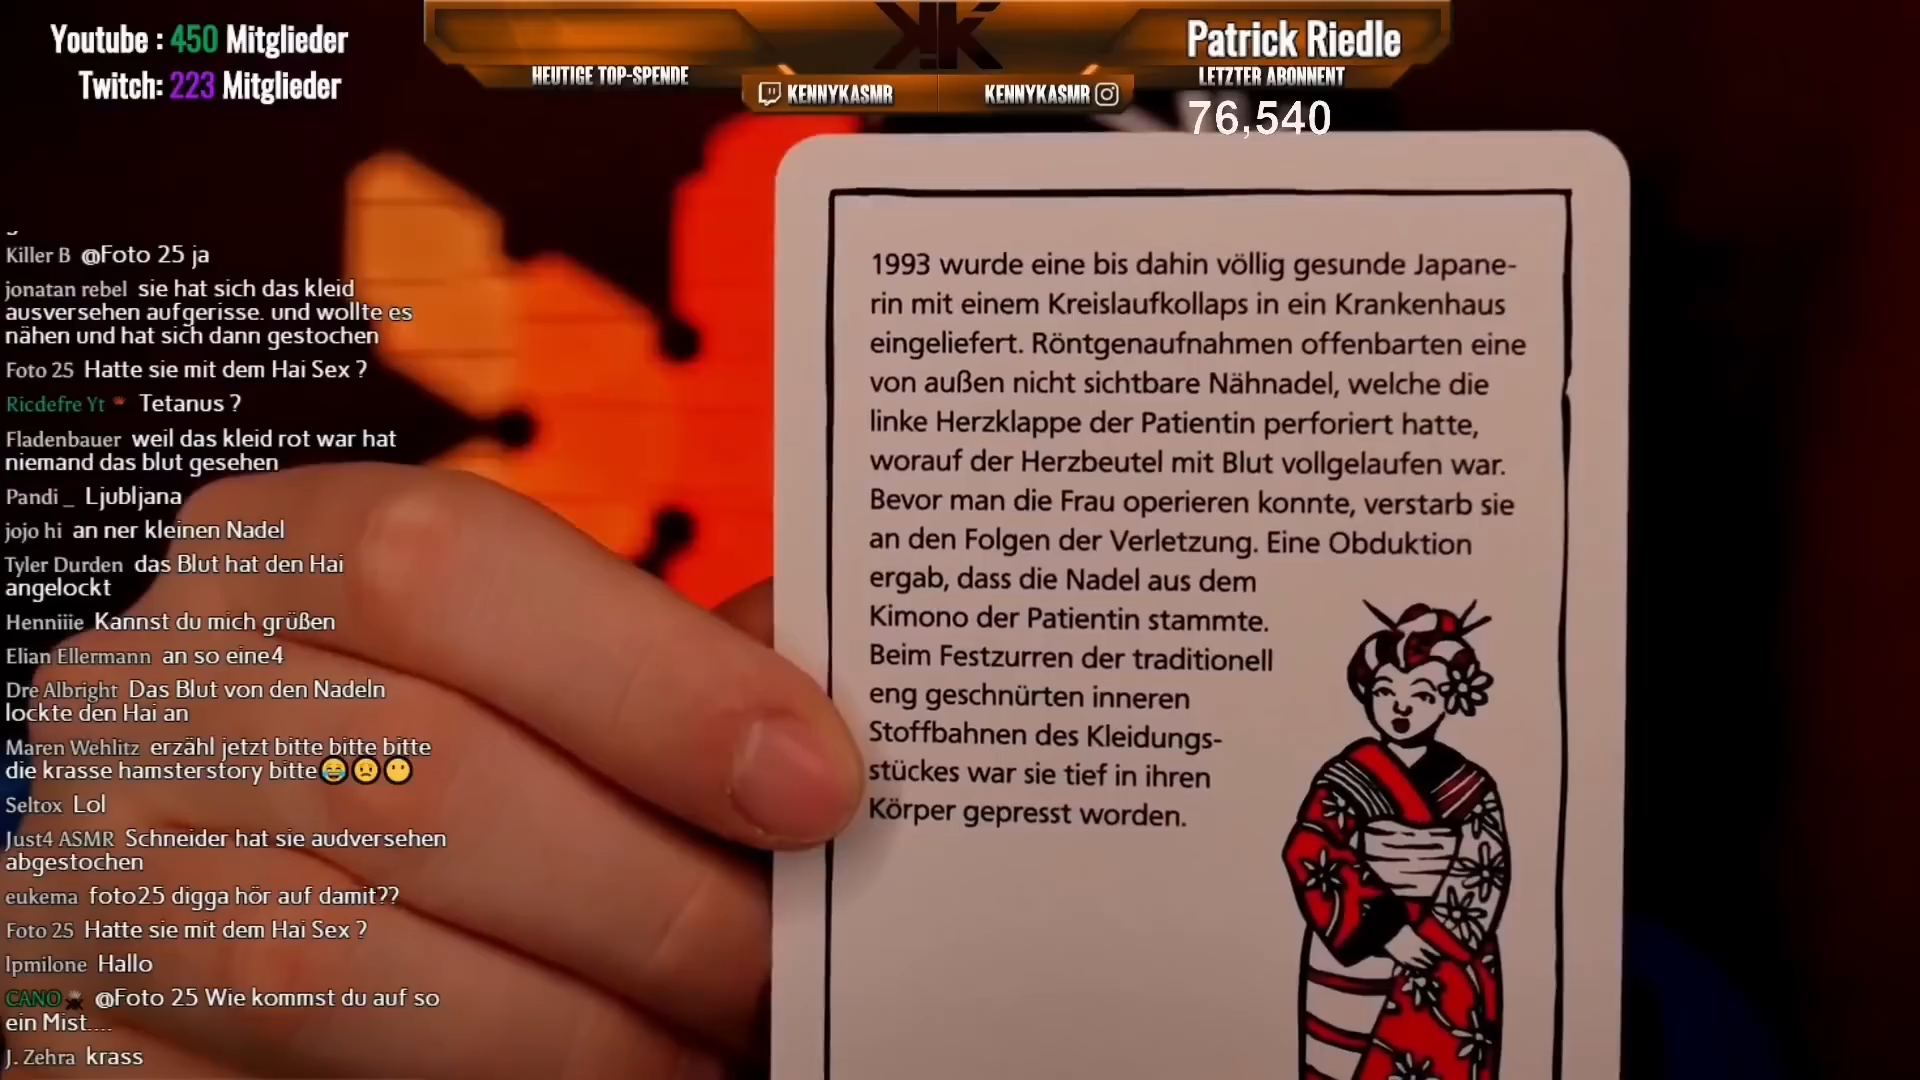 Youtube : 450 Mitglieder
Twitch: 223 Mitglieder
HEUTIGE TOP-SPENDE
KENNYKASMR
KENNYKASMR
Patrick Riedle
LETZTER ABONNENT
76,540
Killer B @Foto 25 ja
jonatan rebel sie hat sich das kleid
ausversehen aufgerisse. und wollte es
nähen und hat sich dann gestochen
Foto 25 Hatte sie mit dem Hai Sex ?
Ricdefre Yt Tetanus ?
Fladenbauer weil das kleid rot war hat
niemand das blut gesehen
Pandi _ Ljubljana
jojo hi an ner kleinen Nadel
Tyler Durden das Blut hat den Hai
angelockt
Henniiie Kannst du mich grüßen
Elian Ellermann an so eine4
Dre Albright Das Blut von den Nadeln
lockte den Hai an
Maren Wehlitz erzähl jetzt bitte bitte bitte
die krasse hamsterstory bitte😂😟😶
Seltox Lol
Just4 ASMR Schneider hat sie audversehen
abgestochen
eukema foto25 digga hör auf damit??
Foto 25 Hatte sie mit dem Hai Sex ?
lpmilone Hallo
CANO @Foto 25 Wie kommst du auf so
ein Mist....
J. Zehra krass
1993 wurde eine bis dahin völlig gesunde Japane-
rin mit einem Kreislaufkollaps in ein Krankenhaus
eingeliefert. Röntgenaufnahmen offenbarten eine
von außen nicht sichtbare Nähnadel, welche die
linke Herzklappe der Patientin perforiert hatte,
worauf der Herzbeutel mit Blut vollgelaufen war.
Bevor man die Frau operieren konnte, verstarb sie
an den Folgen der Verletzung. Eine Obduktion
ergab, dass die Nadel aus dem
Kimono der Patientin stammte.
Beim Festzurren der traditionell
eng geschnürten inneren
Stoffbahnen des Kleidungs-
stückes war sie tief in ihren
Körper gepresst worden.